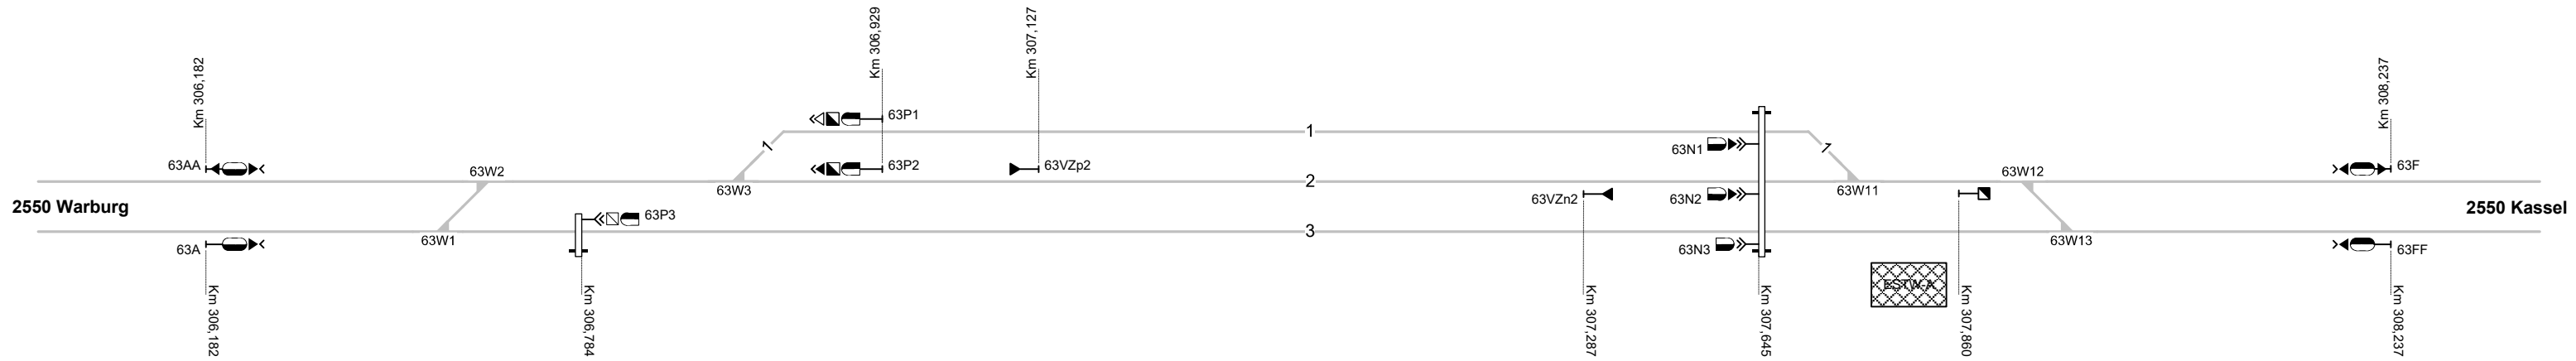 Km 306,182
Km 306,929
Km 307,127
Km 308,237
63P1
1
1
1
63N1
63AA
63W2
63P2
63VZp2
63W3
2
63W11
63W12
63F
2550 Warburg
63VZn2
63N2
2550 Kassel
63P3
63W1
3
63W13
63A
63N3
63FF
ESTW-A
Km 306,182
Km 306,784
Km 307,287
Km 307,645
Km 307,860
Km 308,237